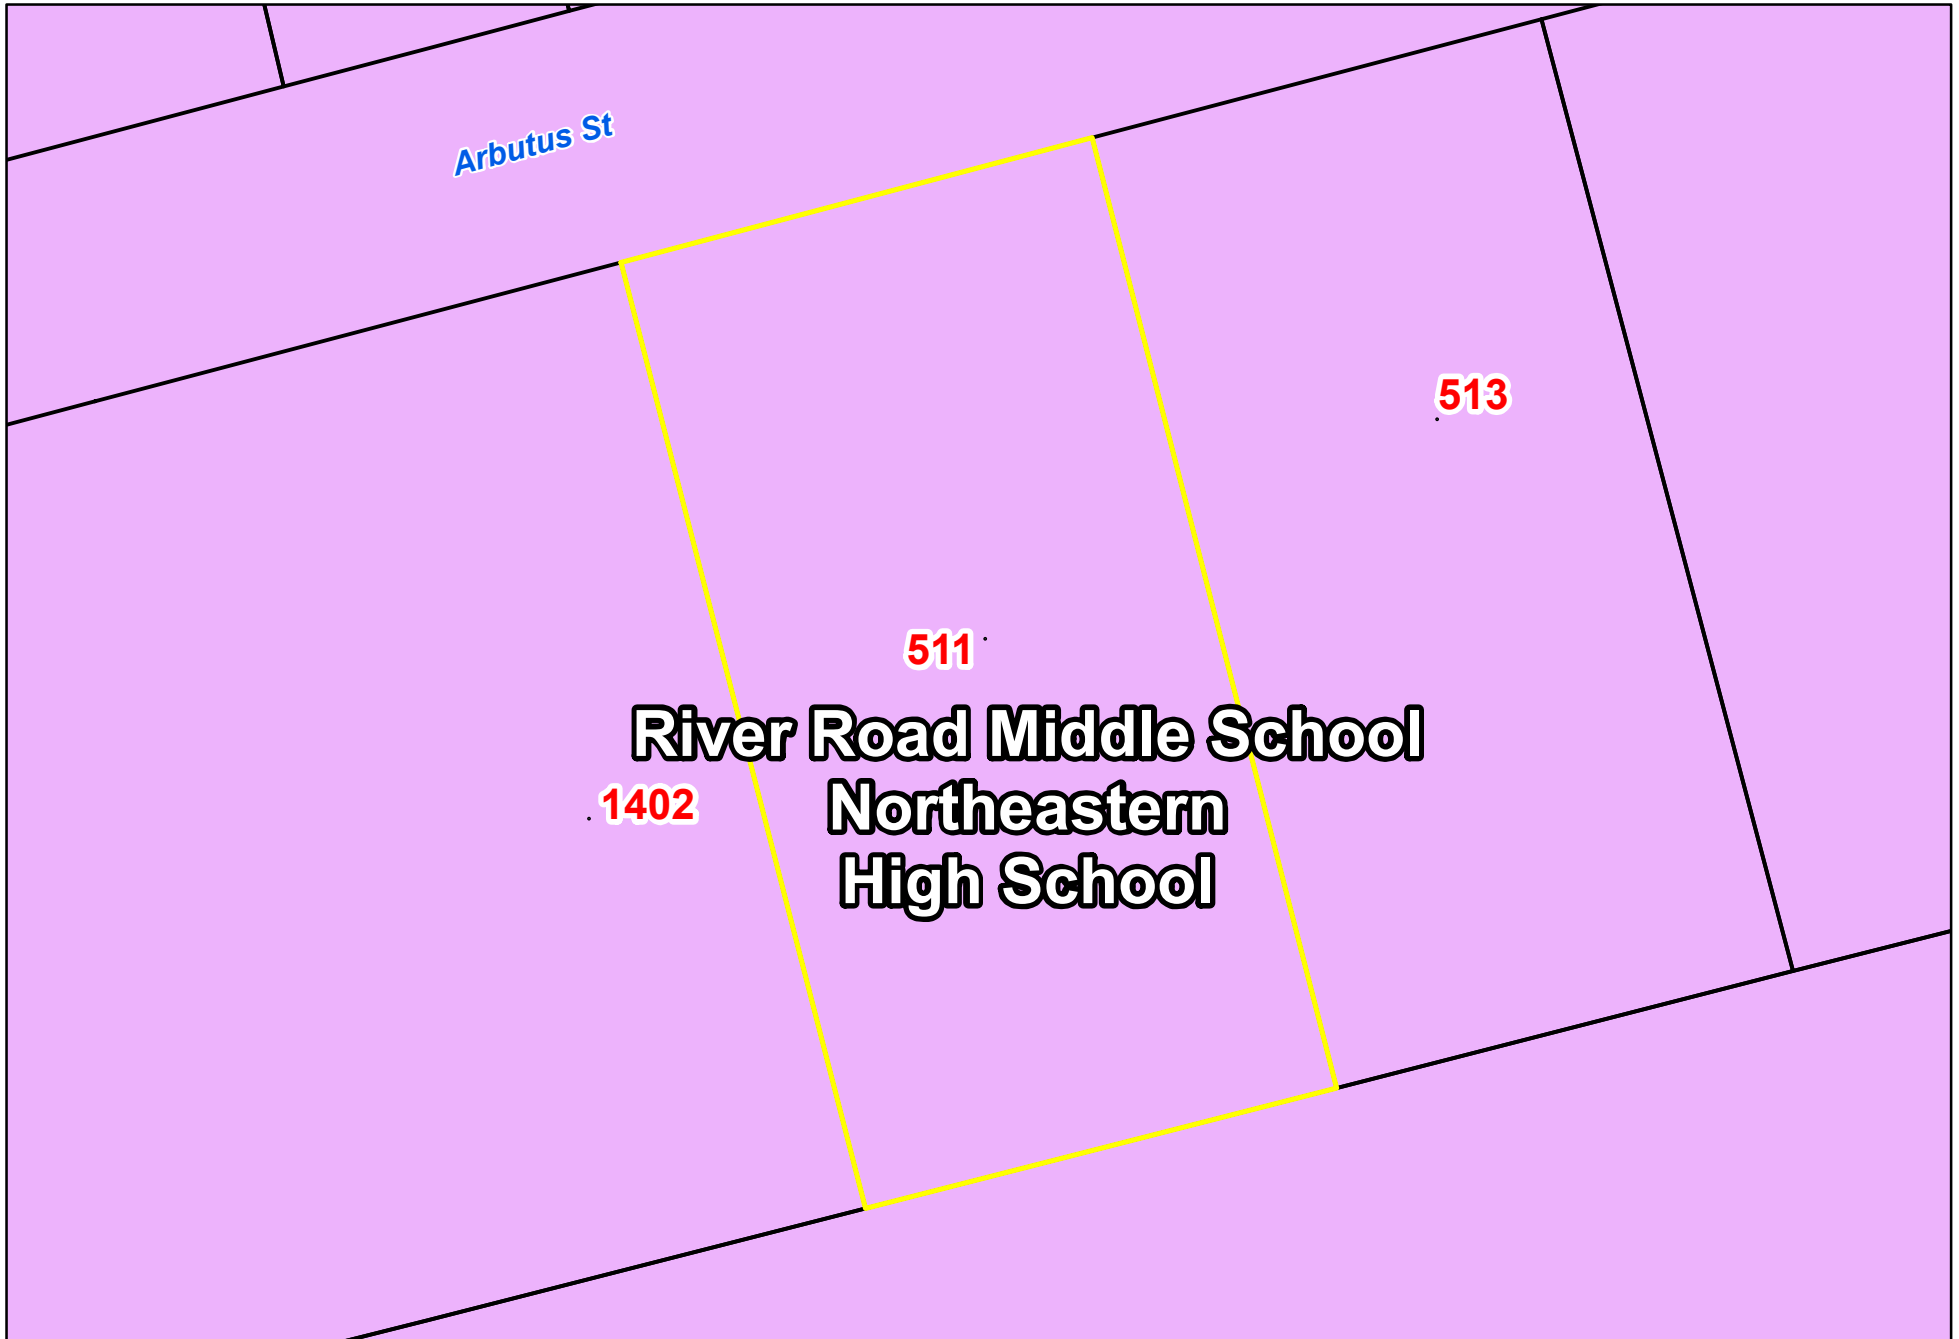 Arbutus St
513
511
River Road Middle School
1402
Northeastern
High School